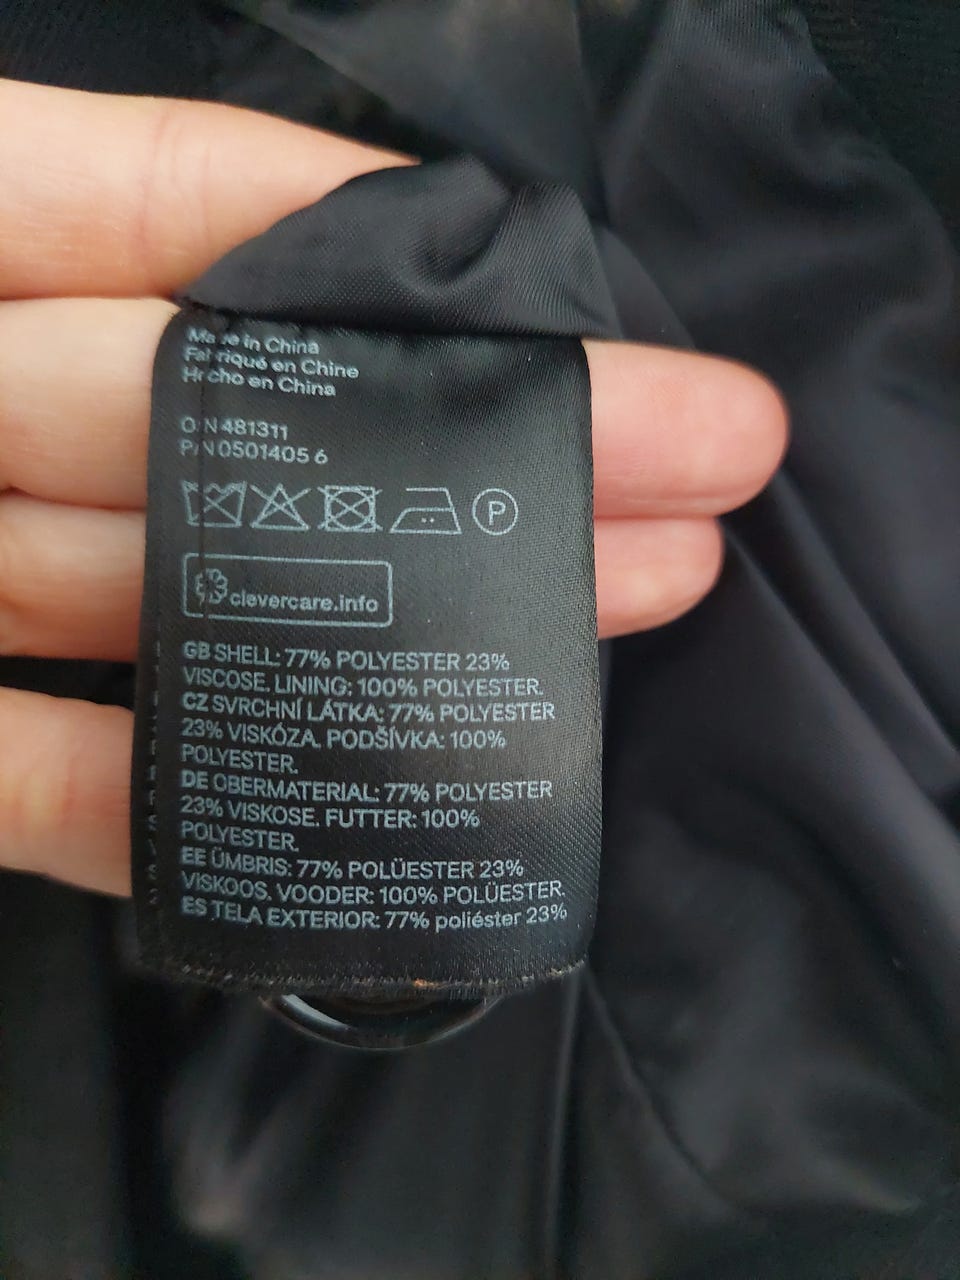 Made in China
Fabriqué en Chine
Hecho en China
O/N 481311
P/N 0501405 6
P
clevercare.info
GB SHELL: 77% POLYESTER 23%
VISCOSE. LINING: 100% POLYESTER.
CZ SVRCHNÍ LÁTKA: 77% POLYESTER
23% VISKÓZA. PODŠÍVKA: 100%
POLYESTER.
DE OBERMATERIAL: 77% POLYESTER
23% VISKOSE. FUTTER: 100%
POLYESTER.
EE ÜMBRIS: 77% POLÜESTER 23%
VISKOOS. VOODER: 100% POLÜESTER.
ES TELA EXTERIOR: 77% poliéster 23%